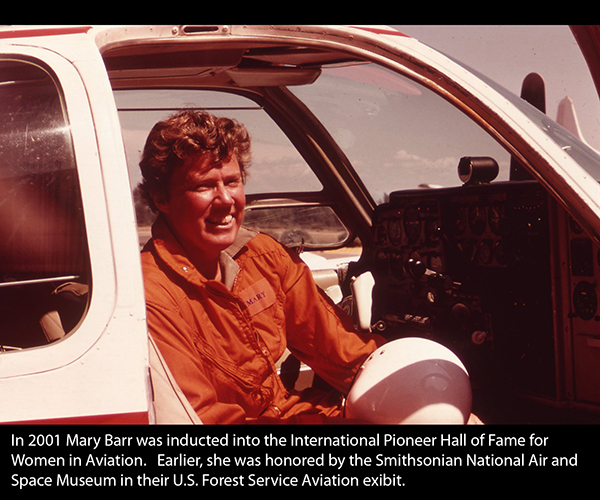 MARY
In 2001 Mary Barr was inducted into the International Pioneer Hall of Fame for
Women in Aviation.   Earlier, she was honored by the Smithsonian National Air and
Space Museum in their U.S. Forest Service Aviation exibit.